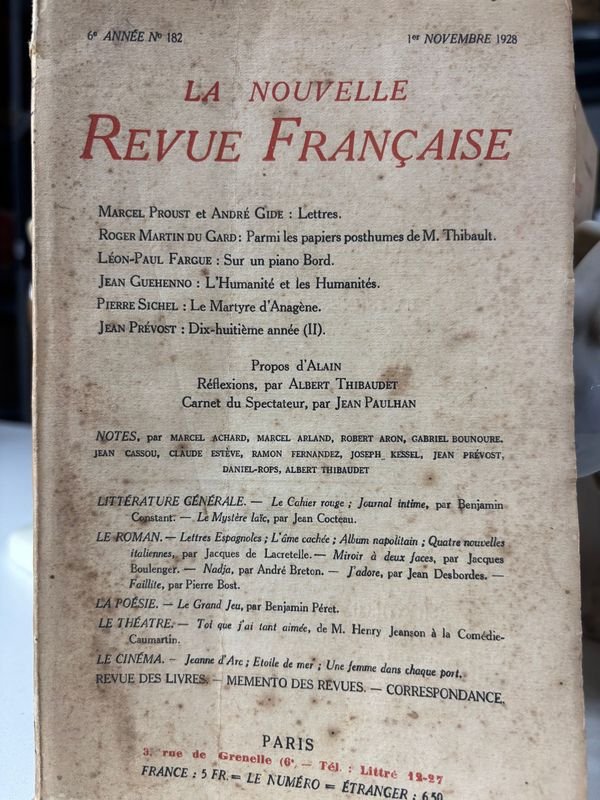 6e ANNÉE No 182
1er NOVEMBRE 1928
LA NOUVELLE
REVUE FRANÇAISE
MARCEL PROUST et ANDRÉ GIDE : Lettres.
ROGER MARTIN DU GARD : Parmi les papiers posthumes de M. Thibault.
LÉON-PAUL FARGUE : Sur un piano Bord.
JEAN GUEHENNO : L'Humanité et les Humanités.
PIERRE SICHEL : Le Martyre d'Anagène.
JEAN PRÉVOST : Dix-huitième année (II).
Propos d'ALAIN
Réflexions, par ALBERT THIBAUDET
Carnet du Spectateur, par JEAN PAULHAN
NOTES, par MARCEL ACHARD, MARCEL ARLAND, ROBERT ARON, GABRIEL BOUNOURE,
JEAN CASSOU, CLAUDE ESTÈVE, RAMON FERNANDEZ, JOSEPH KESSEL, JEAN PRÉVOST,
DANIEL-ROPS, ALBERT THIBAUDET
LITTÉRATURE GÉNÉRALE. — Le Cahier rouge ; Journal intime, par Benjamin
Constant. — Le Mystère laïc, par Jean Cocteau.
LE ROMAN. — Lettres Espagnoles ; L'âme cachée ; Album napolitain ; Quatre nouvelles
italiennes, par Jacques de Lacretelle. — Miroir à deux faces, par Jacques
Boulenger. — Nadja, par André Breton. — J'adore, par Jean Desbordes. —
Faillite, par Pierre Bost.
LA POÉSIE. — Le Grand Jeu, par Benjamin Péret.
LE THÉATRE. — Toi que j'ai tant aimée, de M. Henry Jeanson à la Comédie-
Caumartin.
LE CINÉMA. — Jeanne d'Arc ; Etoile de mer ; Une femme dans chaque port.
REVUE DES LIVRES. — MEMENTO DES REVUES. — CORRESPONDANCE.
PARIS
3, rue de Grenelle (6e. — Tél. : Littré 12-27
FRANCE : 5 FR. = LE NUMÉRO = ÉTRANGER : 6,50